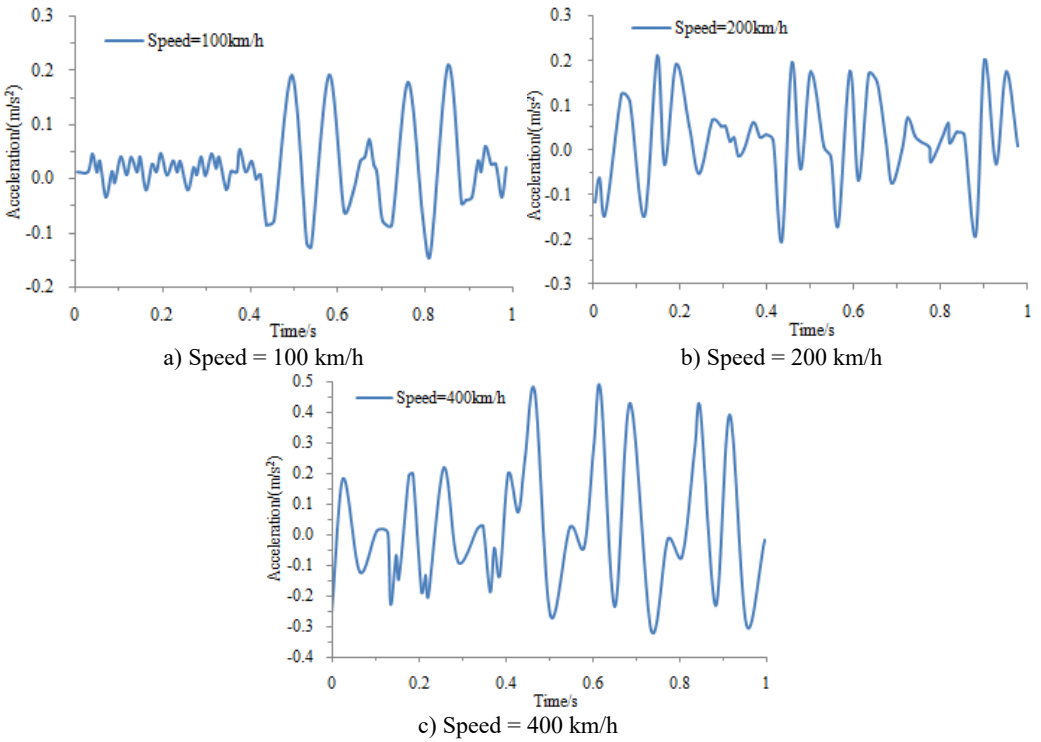 0.3
Speed=100km/h
0.2
0.1
0.0
-0.1
-0.2
Acceleration/(m/s²)
0 0.2 0.4 0.6 0.8 1
Time/s
a) Speed = 100 km/h
0.3
Speed=200km/h
0.2
0.1
0.0
-0.1
-0.2
-0.3
Acceleration/(m/s²)
0 0.2 0.4 0.6 0.8 1
Time/s
b) Speed = 200 km/h
0.5
Speed=400km/h
0.4
0.3
0.2
0.1
0.0
-0.1
-0.2
-0.3
-0.4
Acceleration/(m/s²)
0 0.2 0.4 0.6 0.8 1
Time/s
c) Speed = 400 km/h